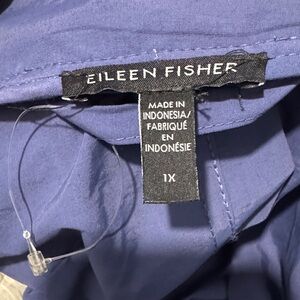 EILEEN FISHER
MADE IN
INDONESIA/
FABRIQUÉ
EN
INDONÉSIE
1X